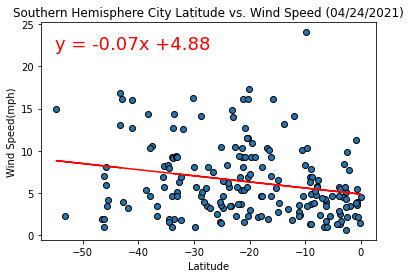 Southern Hemisphere City Latitude vs. Wind Speed (04/24/2021)
25
y = -0.07x +4.88
20
15
10
5
0
Wind Speed(mph)
−50 −40 −30 −20 −10 0
Latitude